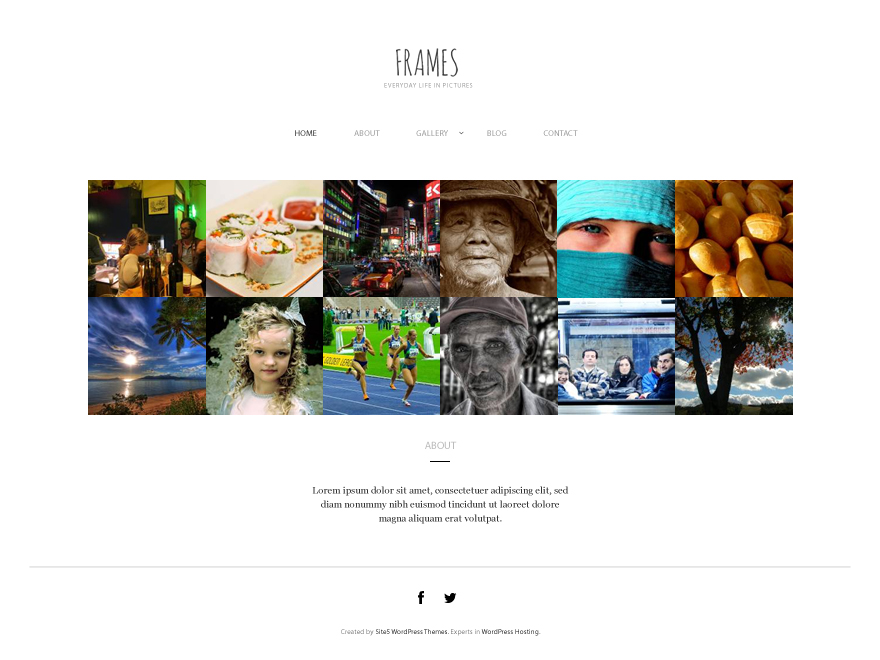 FRAMES
EVERYDAY LIFE IN PICTURES
HOME ABOUT GALLERY BLOG CONTACT
ABOUT
Lorem ipsum dolor sit amet, consectetuer adipiscing elit, sed
diam nonummy nibh euismod tincidunt ut laoreet dolore
magna aliquam erat volutpat.
Created by Site5 WordPress Themes. Experts in WordPress Hosting.